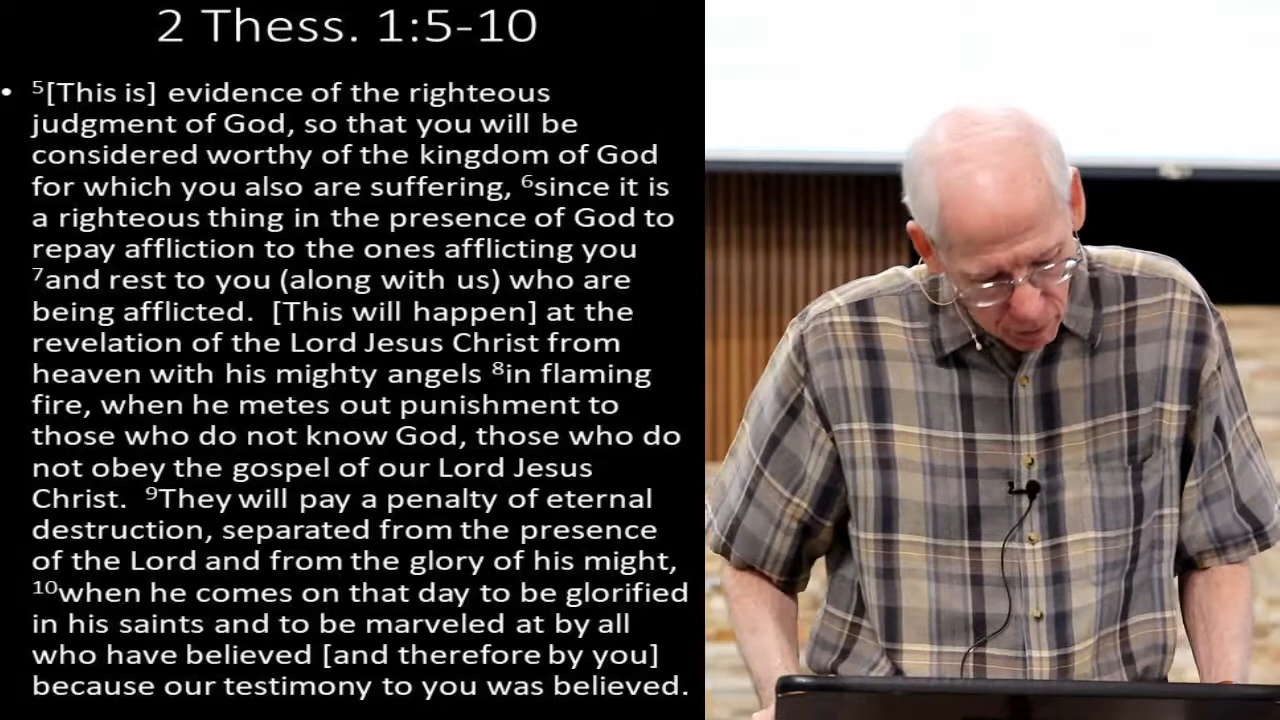 2 Thess. 1:5-10
• ⁵[This is] evidence of the righteous
judgment of God, so that you will be
considered worthy of the kingdom of God
for which you also are suffering, ⁶since it is
a righteous thing in the presence of God to
repay affliction to the ones afflicting you
⁷and rest to you (along with us) who are
being afflicted. [This will happen] at the
revelation of the Lord Jesus Christ from
heaven with his mighty angels ⁸in flaming
fire, when he metes out punishment to
those who do not know God, those who do
not obey the gospel of our Lord Jesus
Christ. ⁹They will pay a penalty of eternal
destruction, separated from the presence
of the Lord and from the glory of his might,
¹⁰when he comes on that day to be glorified
in his saints and to be marveled at by all
who have believed [and therefore by you]
because our testimony to you was believed.